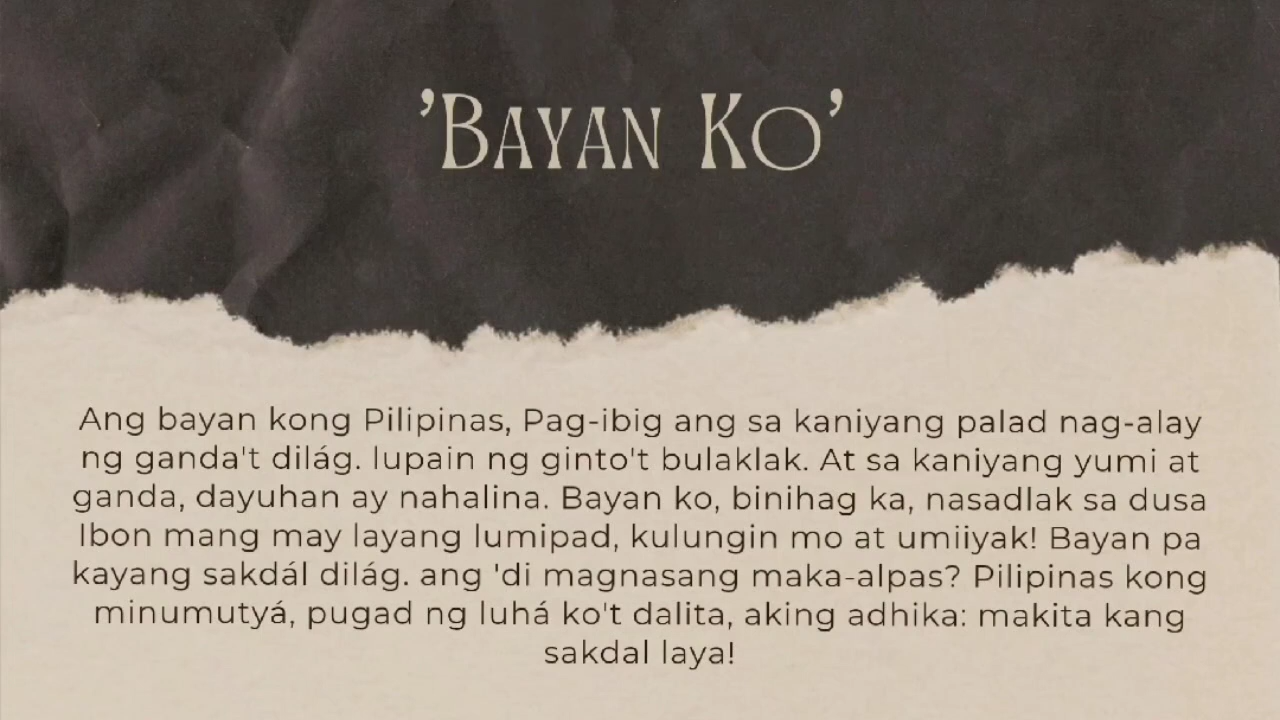 ’Bayan Ko’
Ang bayan kong Pilipinas, Pag-ibig ang sa kaniyang palad nag-alay
ng ganda't dilág. lupain ng ginto't bulaklak. At sa kaniyang yumi at
ganda, dayuhan ay nahalina. Bayan ko, binihag ka, nasadlak sa dusa
Ibon mang may layang lumipad, kulungin mo at umiiyak! Bayan pa
kayang sakdál dilág. ang 'di magnasang maka-alpas? Pilipinas kong
minumutyá, pugad ng luhá ko't dalita, aking adhika: makita kang
sakdal laya!